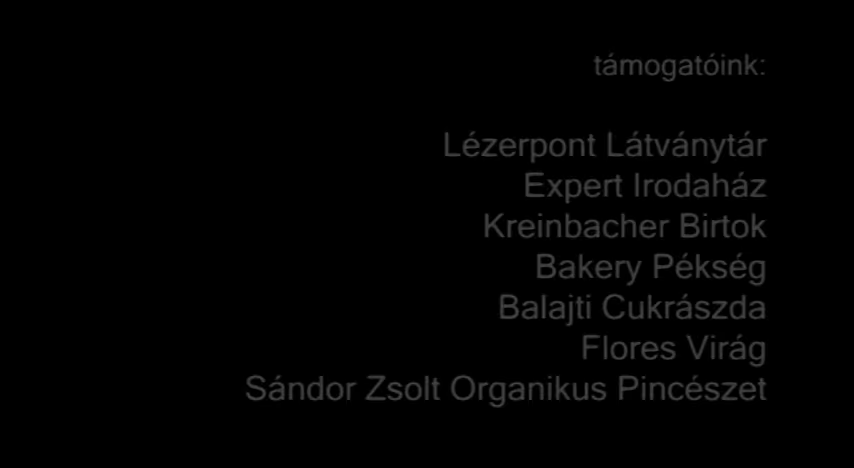 támogatóink:
Lézerpont Látványtár
Expert Irodaház
Kreinbacher Birtok
Bakery Pékség
Balajti Cukrászda
Flores Virág
Sándor Zsolt Organikus Pincészet